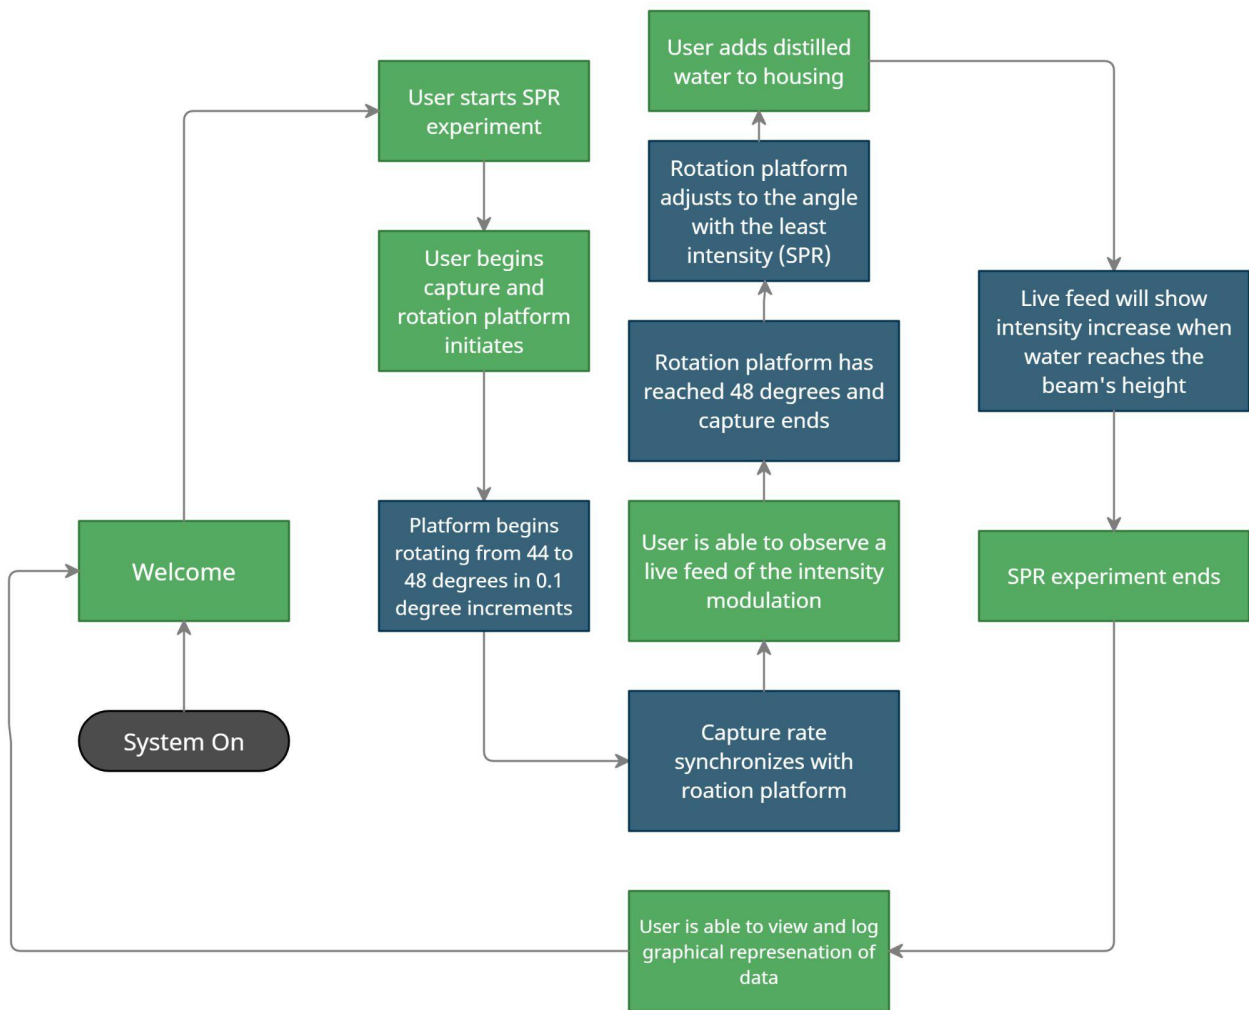 System On
Welcome
User starts SPR
experiment
User begins
capture and
rotation platform
initiates
Platform begins
rotating from 44 to
48 degrees in 0.1
degree increments
Capture rate
synchronizes with
roation platform
User is able to observe a
live feed of the intensity
modulation
Rotation platform has
reached 48 degrees and
capture ends
Rotation platform
adjusts to the angle
with the least
intensity (SPR)
User adds distilled
water to housing
Live feed will show
intensity increase when
water reaches the
beam's height
SPR experiment ends
User is able to view and log
graphical represenation of
data